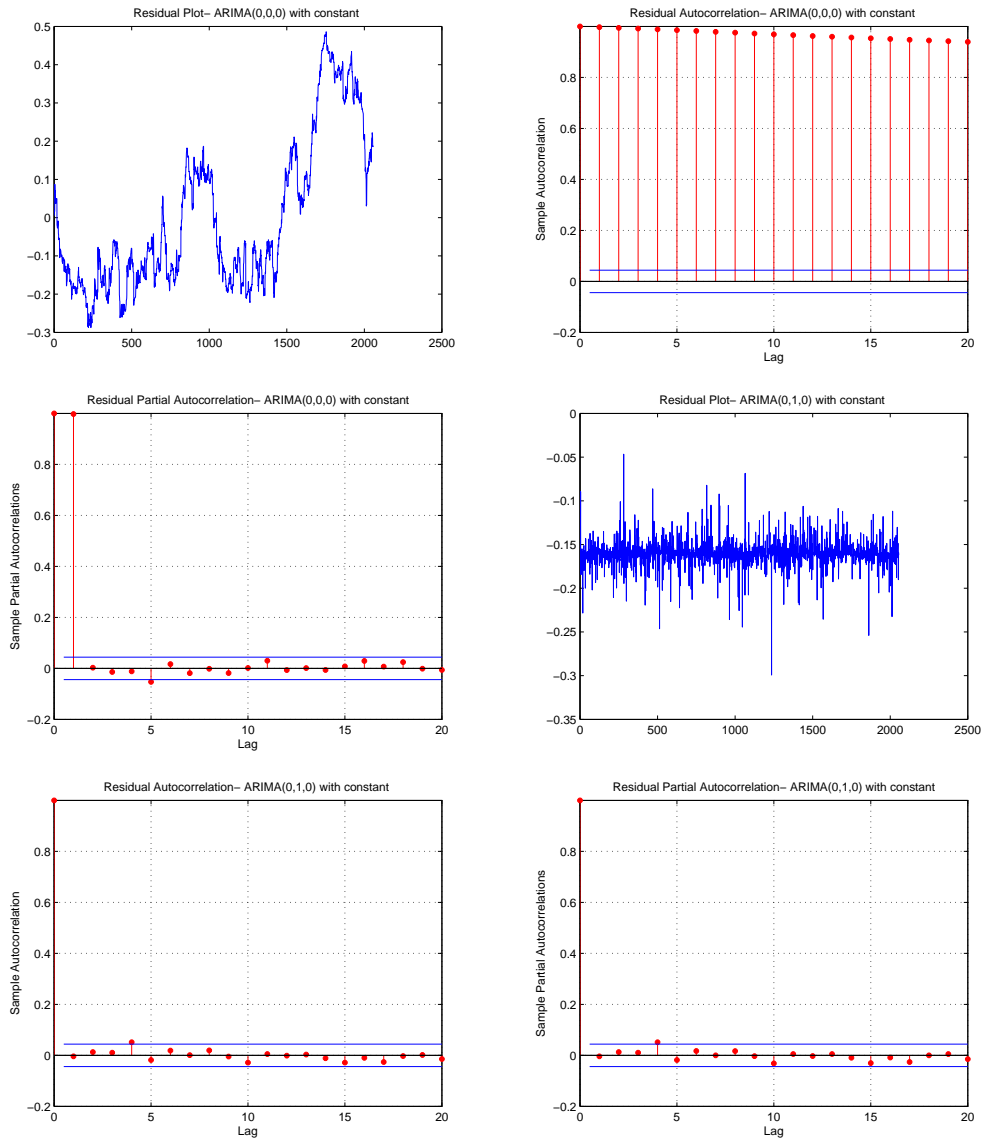 Residual Plot− ARIMA(0,0,0) with constant
0.5
0.4
0.3
0.2
0.1
0
−0.1
−0.2
−0.3
0 500 1000 1500 2000 2500
Residual Autocorrelation− ARIMA(0,0,0) with constant
Sample Autocorrelation
0.8
0.6
0.4
0.2
0
−0.2
0 5 10 15 20
Lag
Residual Partial Autocorrelation− ARIMA(0,0,0) with constant
Sample Partial Autocorrelations
0.8
0.6
0.4
0.2
0
−0.2
0 5 10 15 20
Lag
Residual Plot− ARIMA(0,1,0) with constant
0
−0.05
−0.1
−0.15
−0.2
−0.25
−0.3
−0.35
0 500 1000 1500 2000 2500
Residual Autocorrelation− ARIMA(0,1,0) with constant
Sample Autocorrelation
0.8
0.6
0.4
0.2
0
−0.2
0 5 10 15 20
Lag
Residual Partial Autocorrelation− ARIMA(0,1,0) with constant
Sample Partial Autocorrelations
0.8
0.6
0.4
0.2
0
−0.2
0 5 10 15 20
Lag